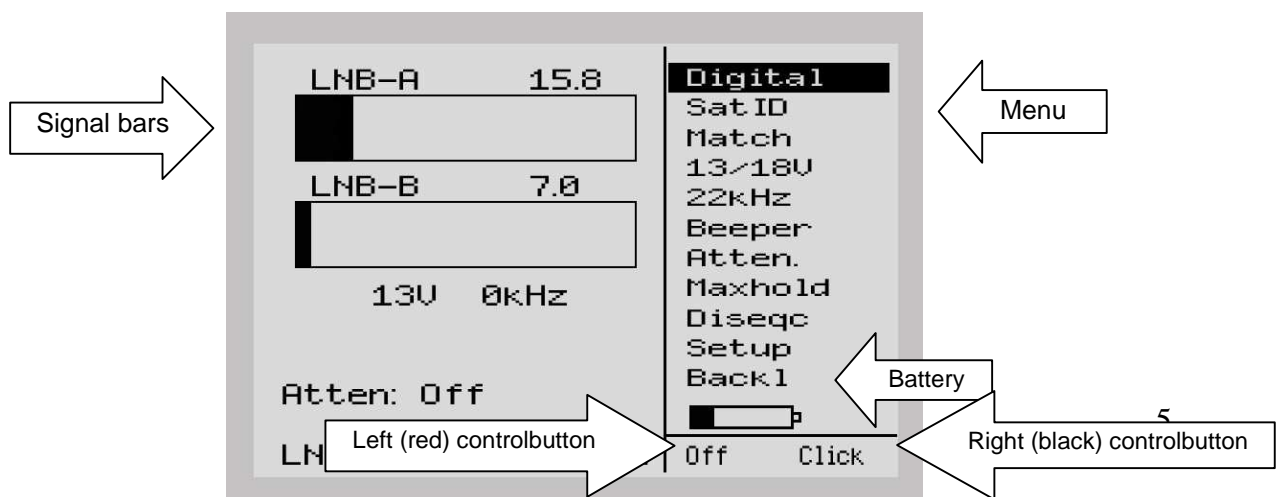 Signal bars
LNB-A 15.8
LNB-B 7.0
13V 0kHz
Atten: Off
LN
Digital
SatID
Match
13/18V
22kHz
Beeper
Atten.
Maxhold
Diseqc
Setup
Backl
Off Click
Menu
Battery
5
Left (red) controlbutton
Right (black) controlbutton